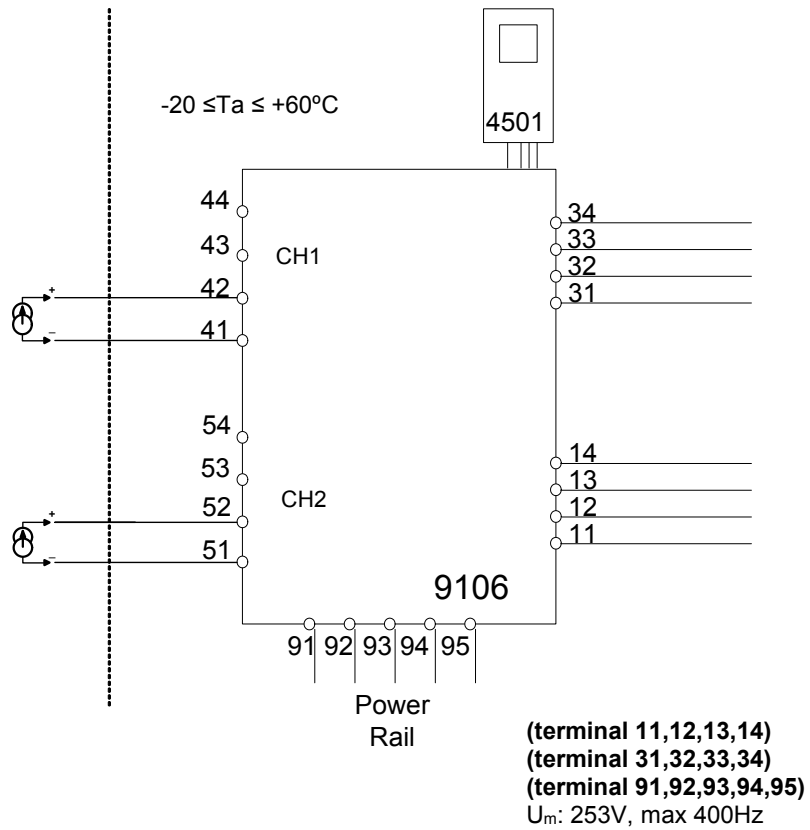 4501
-20 ≤Ta ≤ +60ºC
44
34
33
43
CH1
32
42
31
+
41
–
54
14
53
13
CH2
52
12
+
51
11
–
9106
91 92 93 94 95
Power
Rail
(terminal 11,12,13,14)
(terminal 31,32,33,34)
(terminal 91,92,93,94,95)
Um: 253V, max 400Hz